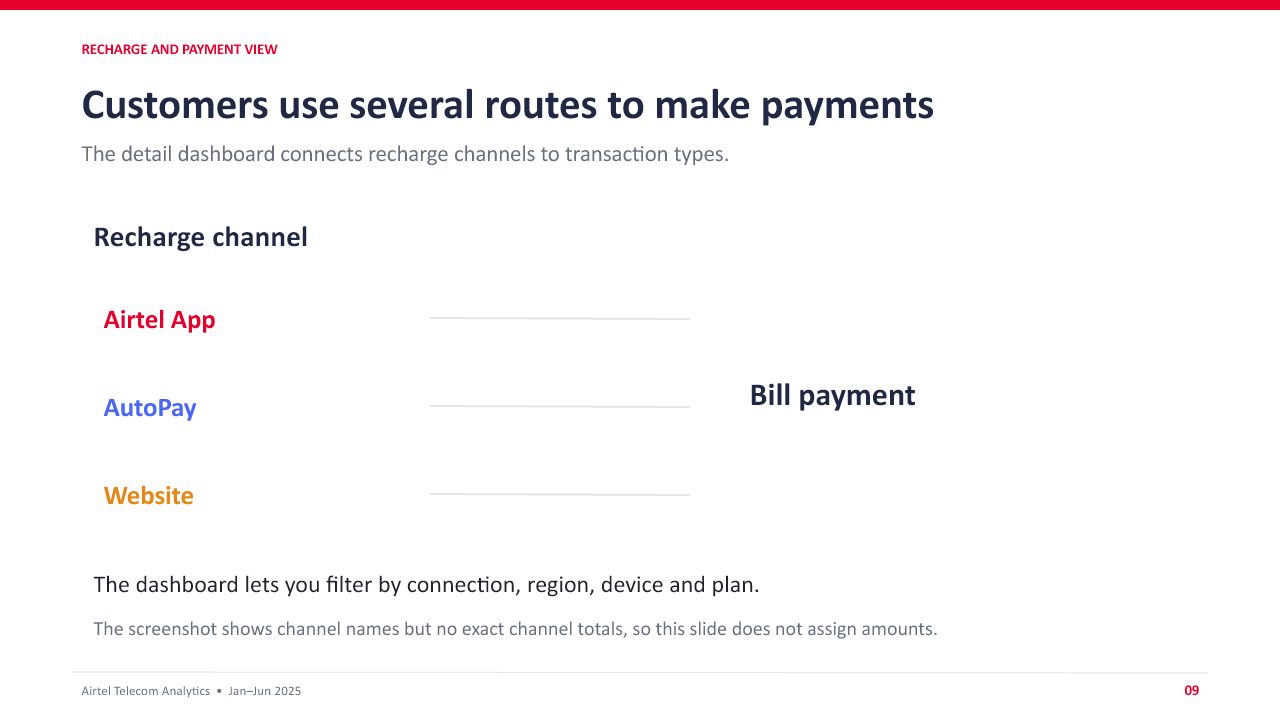 RECHARGE AND PAYMENT VIEW
Customers use several routes to make payments
The detail dashboard connects recharge channels to transaction types.
Recharge channel
Airtel App
AutoPay
Bill payment
Website
The dashboard lets you filter by connection, region, device and plan.
The screenshot shows channel names but no exact channel totals, so this slide does not assign amounts.
Airtel Telecom Analytics • Jan–Jun 2025
09